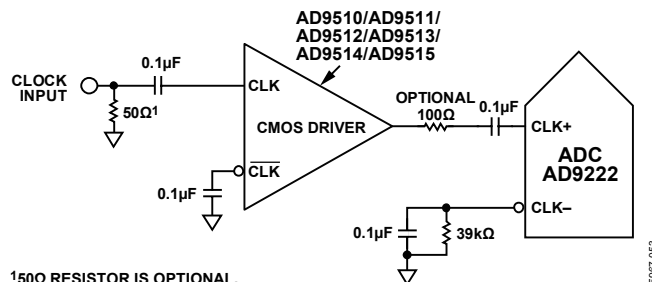 AD9510/AD9511/
AD9512/AD9513/
AD9514/AD9515
CLOCK
INPUT
0.1µF
50Ω¹
CLK
CMOS DRIVER
CLK
0.1µF
OPTIONAL
100Ω
0.1µF
CLK+
ADC
AD9222
CLK–
0.1µF
39kΩ
¹50Ω RESISTOR IS OPTIONAL.